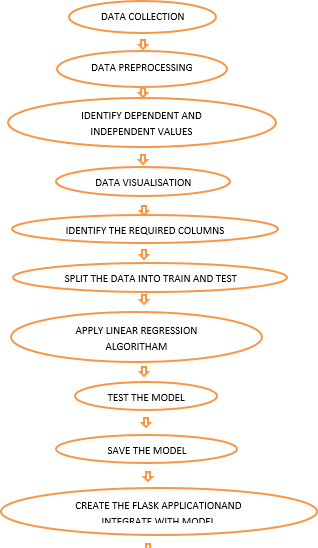 DATA COLLECTION
DATA PREPROCESSING
IDENTIFY DEPENDENT AND
INDEPENDENT VALUES
DATA VISUALISATION
IDENTIFY THE REQUIRED COLUMNS
SPLIT THE DATA INTO TRAIN AND TEST
APPLY LINEAR REGRESSION
ALGORITHAM
TEST THE MODEL
SAVE THE MODEL
CREATE THE FLASK APPLICATIONAND
INTEGRATE WITH MODEL